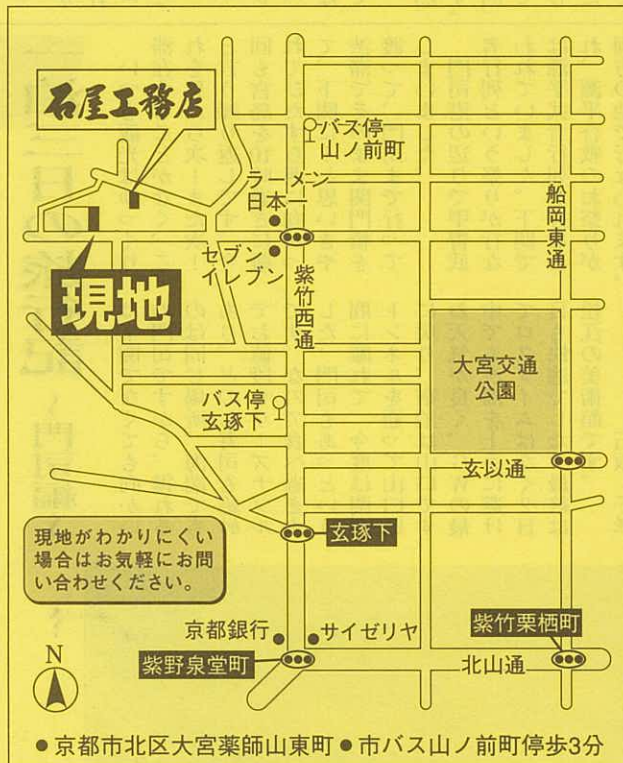 石屋工務店
バス停
山ノ前町
ラーメン
日本一
船岡東通
セブン
イレブン
紫竹西通
現地
大宮交通
公園
バス停
玄琢下
玄以通
現地がわかりにくい
場合はお気軽にお問
い合わせください。
玄琢下
京都銀行
サイゼリヤ
紫竹栗栖町
紫野泉堂町
北山通
N
●京都市北区大宮薬師山東町●市バス山ノ前町停歩3分